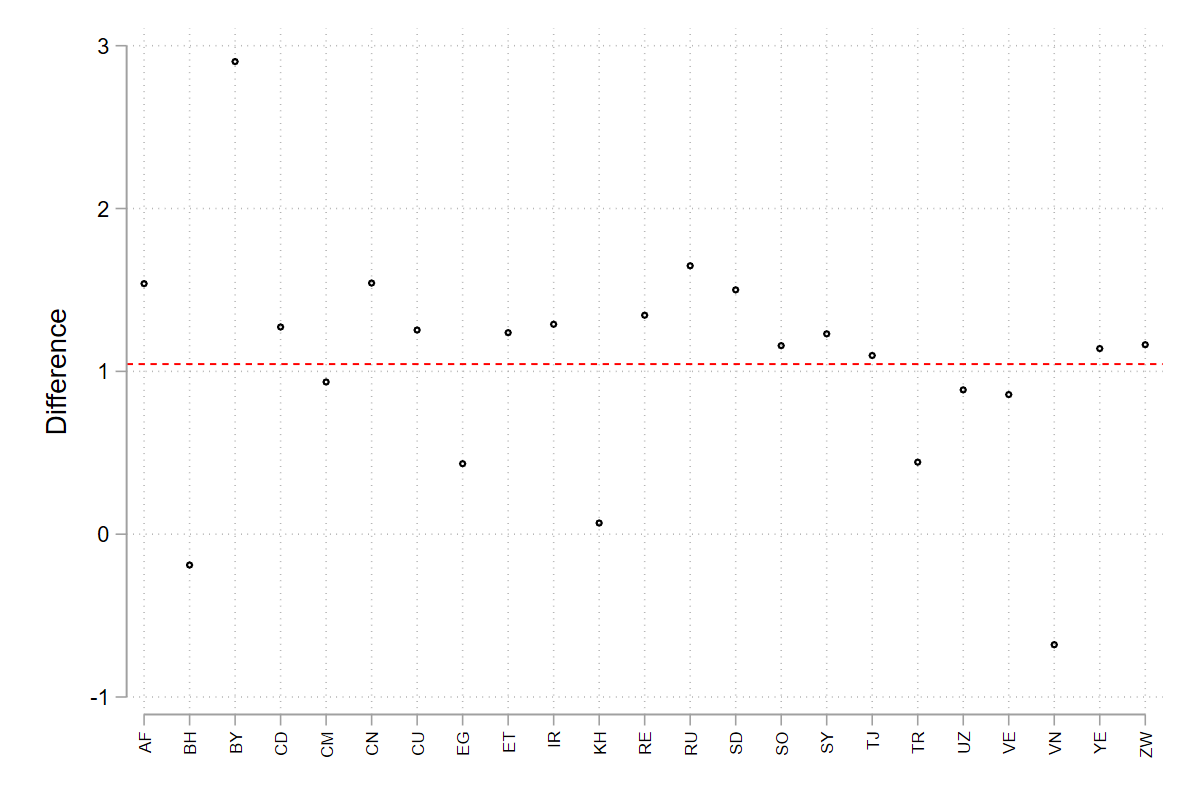 Difference
3
2
1
0
-1
AF BH BY CD CM CN CU EG ET IR KH RE RU SD SO SY TJ TR UZ VE VN YE ZW